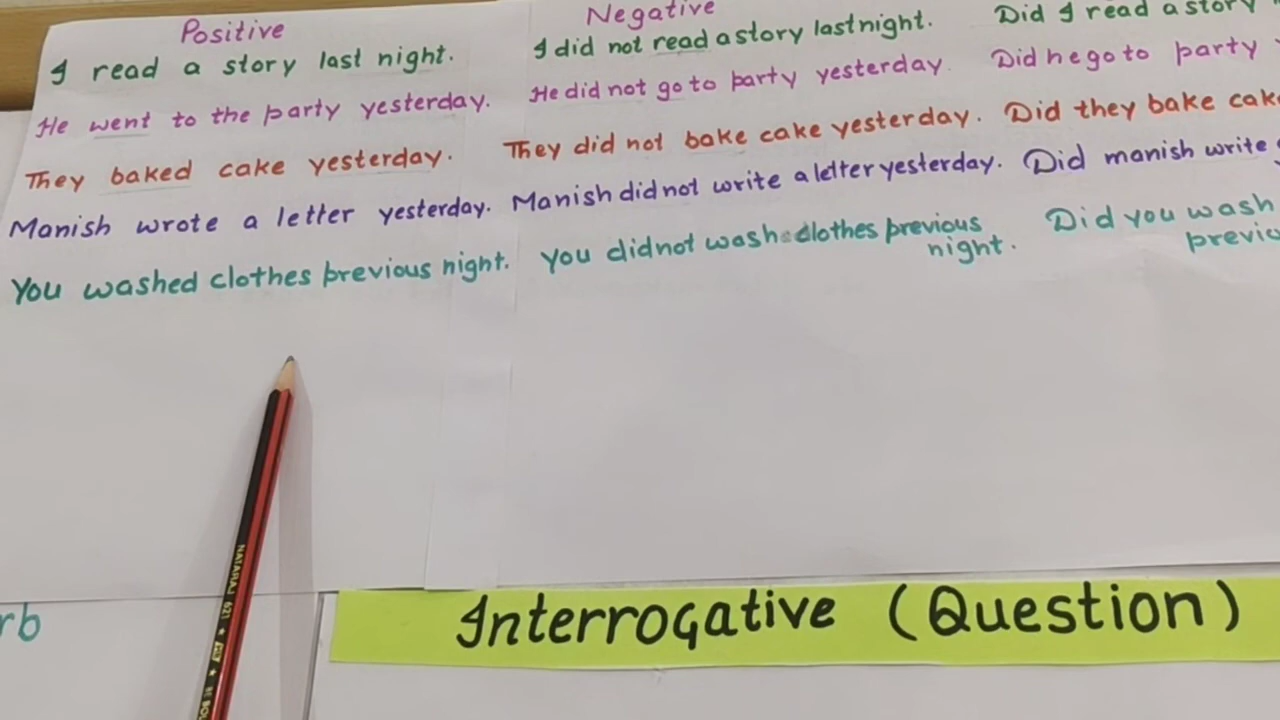 Positive
Negative
I read a story last night.
I did not read a story last night.
Did I read a story
He went to the party yesterday.
He did not go to party yesterday.
Did he go to party
They baked cake yesterday.
They did not bake cake yesterday.
Did they bake cake
Manish wrote a letter yesterday.
Manish did not write a letter yesterday.
Did manish write
You washed clothes previous night.
You did not wash clothes previous
night.
Did you wash
Interrogative (Question)
NATARAJ 621